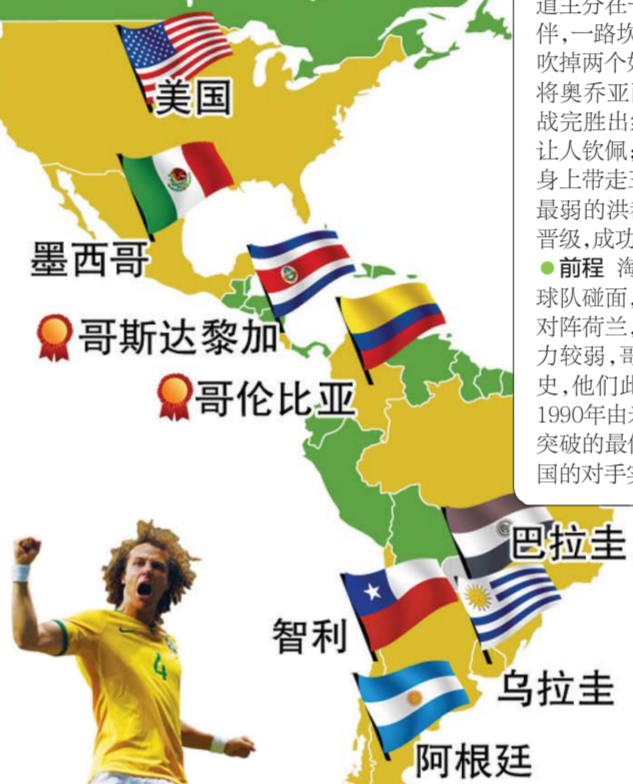 美国
墨西哥
哥斯达黎加
哥伦比亚
巴拉圭
智利
乌拉圭
阿根廷
4
道主分在
伴,一路坎
吹掉两个
将奥乔亚
战完胜出
让人钦佩;
身上带走
最弱的洪
晋级,成功
●前程 淘
球队碰面,
对阵荷兰,
力较弱,哥
史,他们此
1990年由
突破的最
国的对手